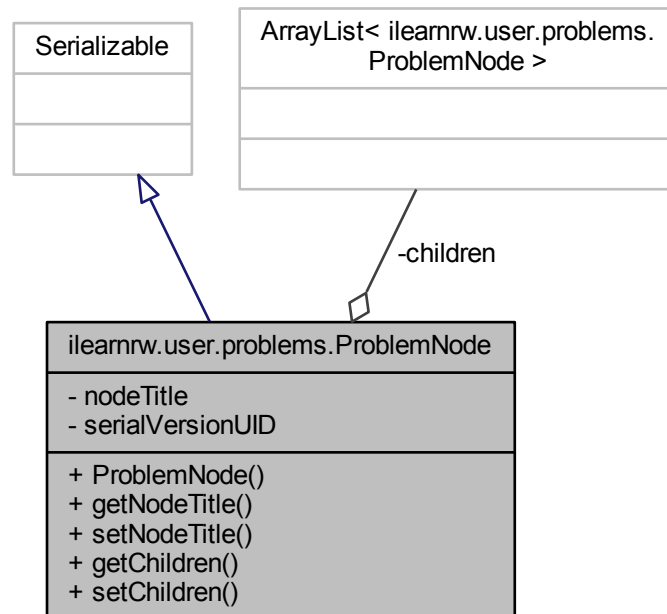 Serializable
ArrayList< ilearnrw.user.problems.
ProblemNode >
-children
ilearnrw.user.problems.ProblemNode
- nodeTitle
- serialVersionUID
+ ProblemNode()
+ getNodeTitle()
+ setNodeTitle()
+ getChildren()
+ setChildren()